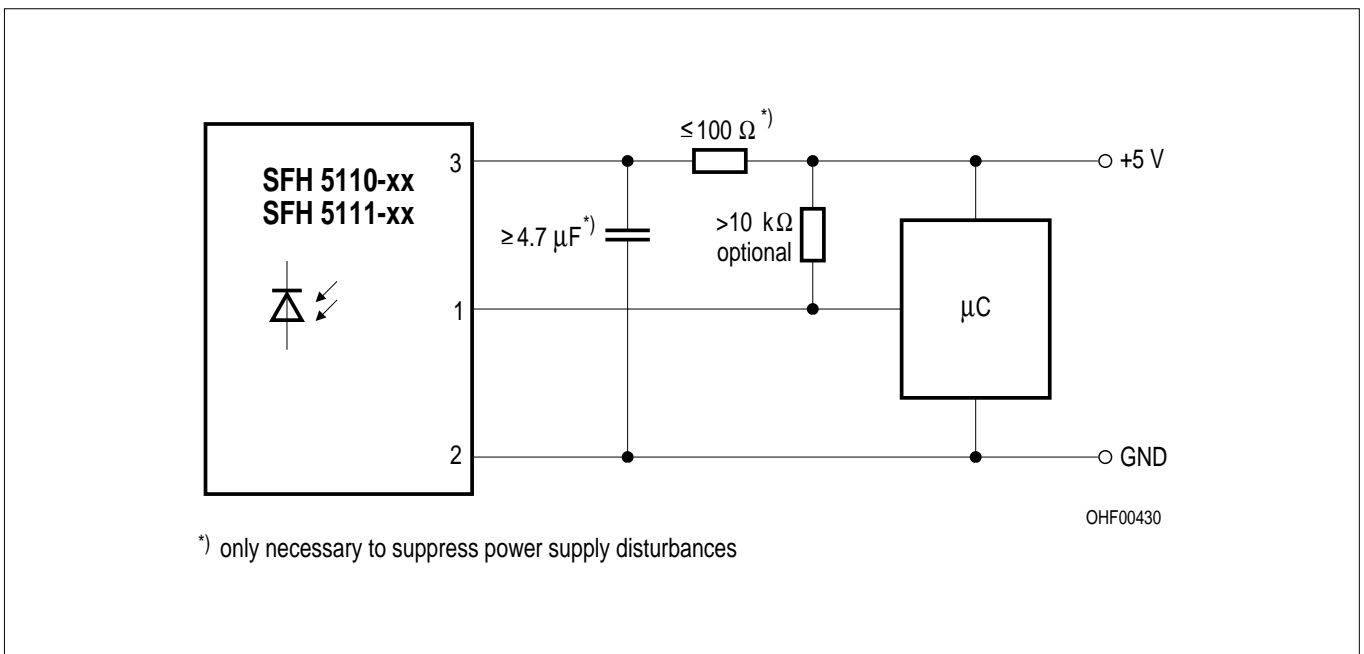 ≤100 Ω *)
3
+5 V
SFH 5110-xx
SFH 5111-xx
≥4.7 μF*)
>10 kΩ
optional
1
μC
2
GND
OHF00430
*) only necessary to suppress power supply disturbances